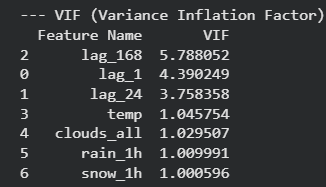 --- VIF (Variance Inflation Factor)
Feature Name VIF
2 lag_168 5.788052
0 lag_1 4.390249
1 lag_24 3.758358
3 temp 1.045754
4 clouds_all 1.029507
5 rain_1h 1.009991
6 snow_1h 1.000596